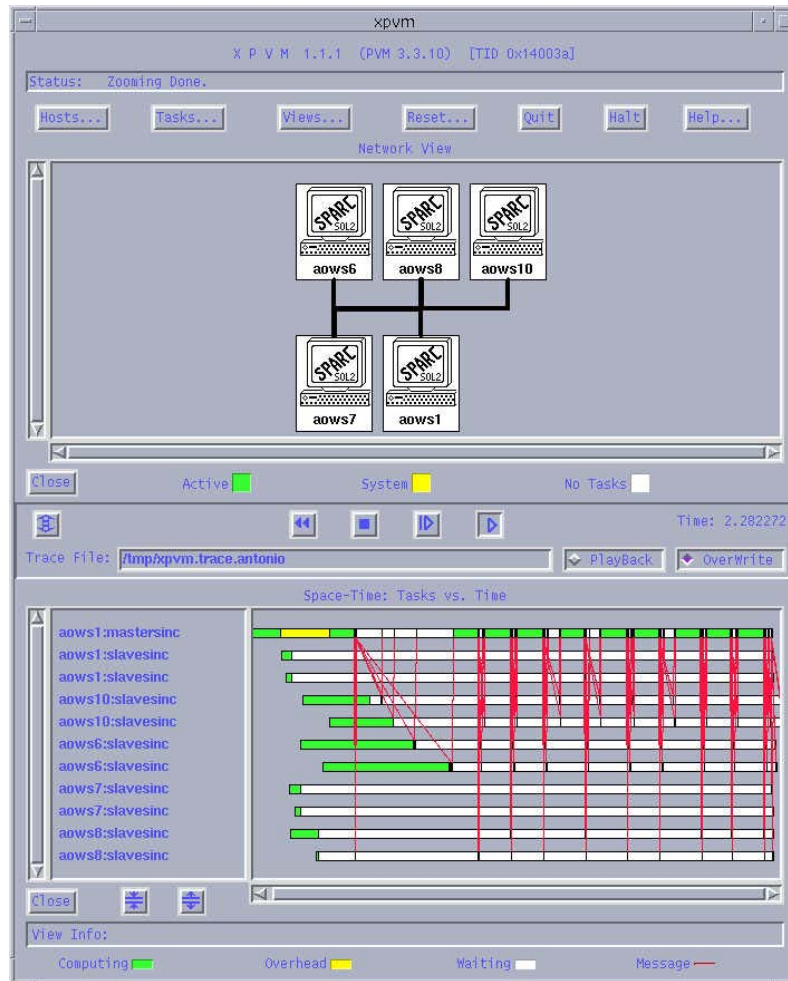 xpvm
X P V M 1.1.1 (PVM 3.3.10) [TID 0x14003a]
Status: Zooming Done.
Hosts... Tasks... Views... Reset... Quit Halt Help...
Network View
SPARC SOL2 SPARC SOL2 SPARC SOL2
aows6 aows8 aows10
SPARC SOL2 SPARC SOL2
aows7 aows1
Close Active System No Tasks
Time: 2.282272
Trace File: /tmp/xpvm.trace.antonio PlayBack OverWrite
Space-Time: Tasks vs. Time
aows1:mastersinc
aows1:slavesinc
aows1:slavesinc
aows10:slavesinc
aows10:slavesinc
aows6:slavesinc
aows6:slavesinc
aows7:slavesinc
aows7:slavesinc
aows8:slavesinc
aows8:slavesinc
Close
View Info:
Computing Overhead Waiting Message